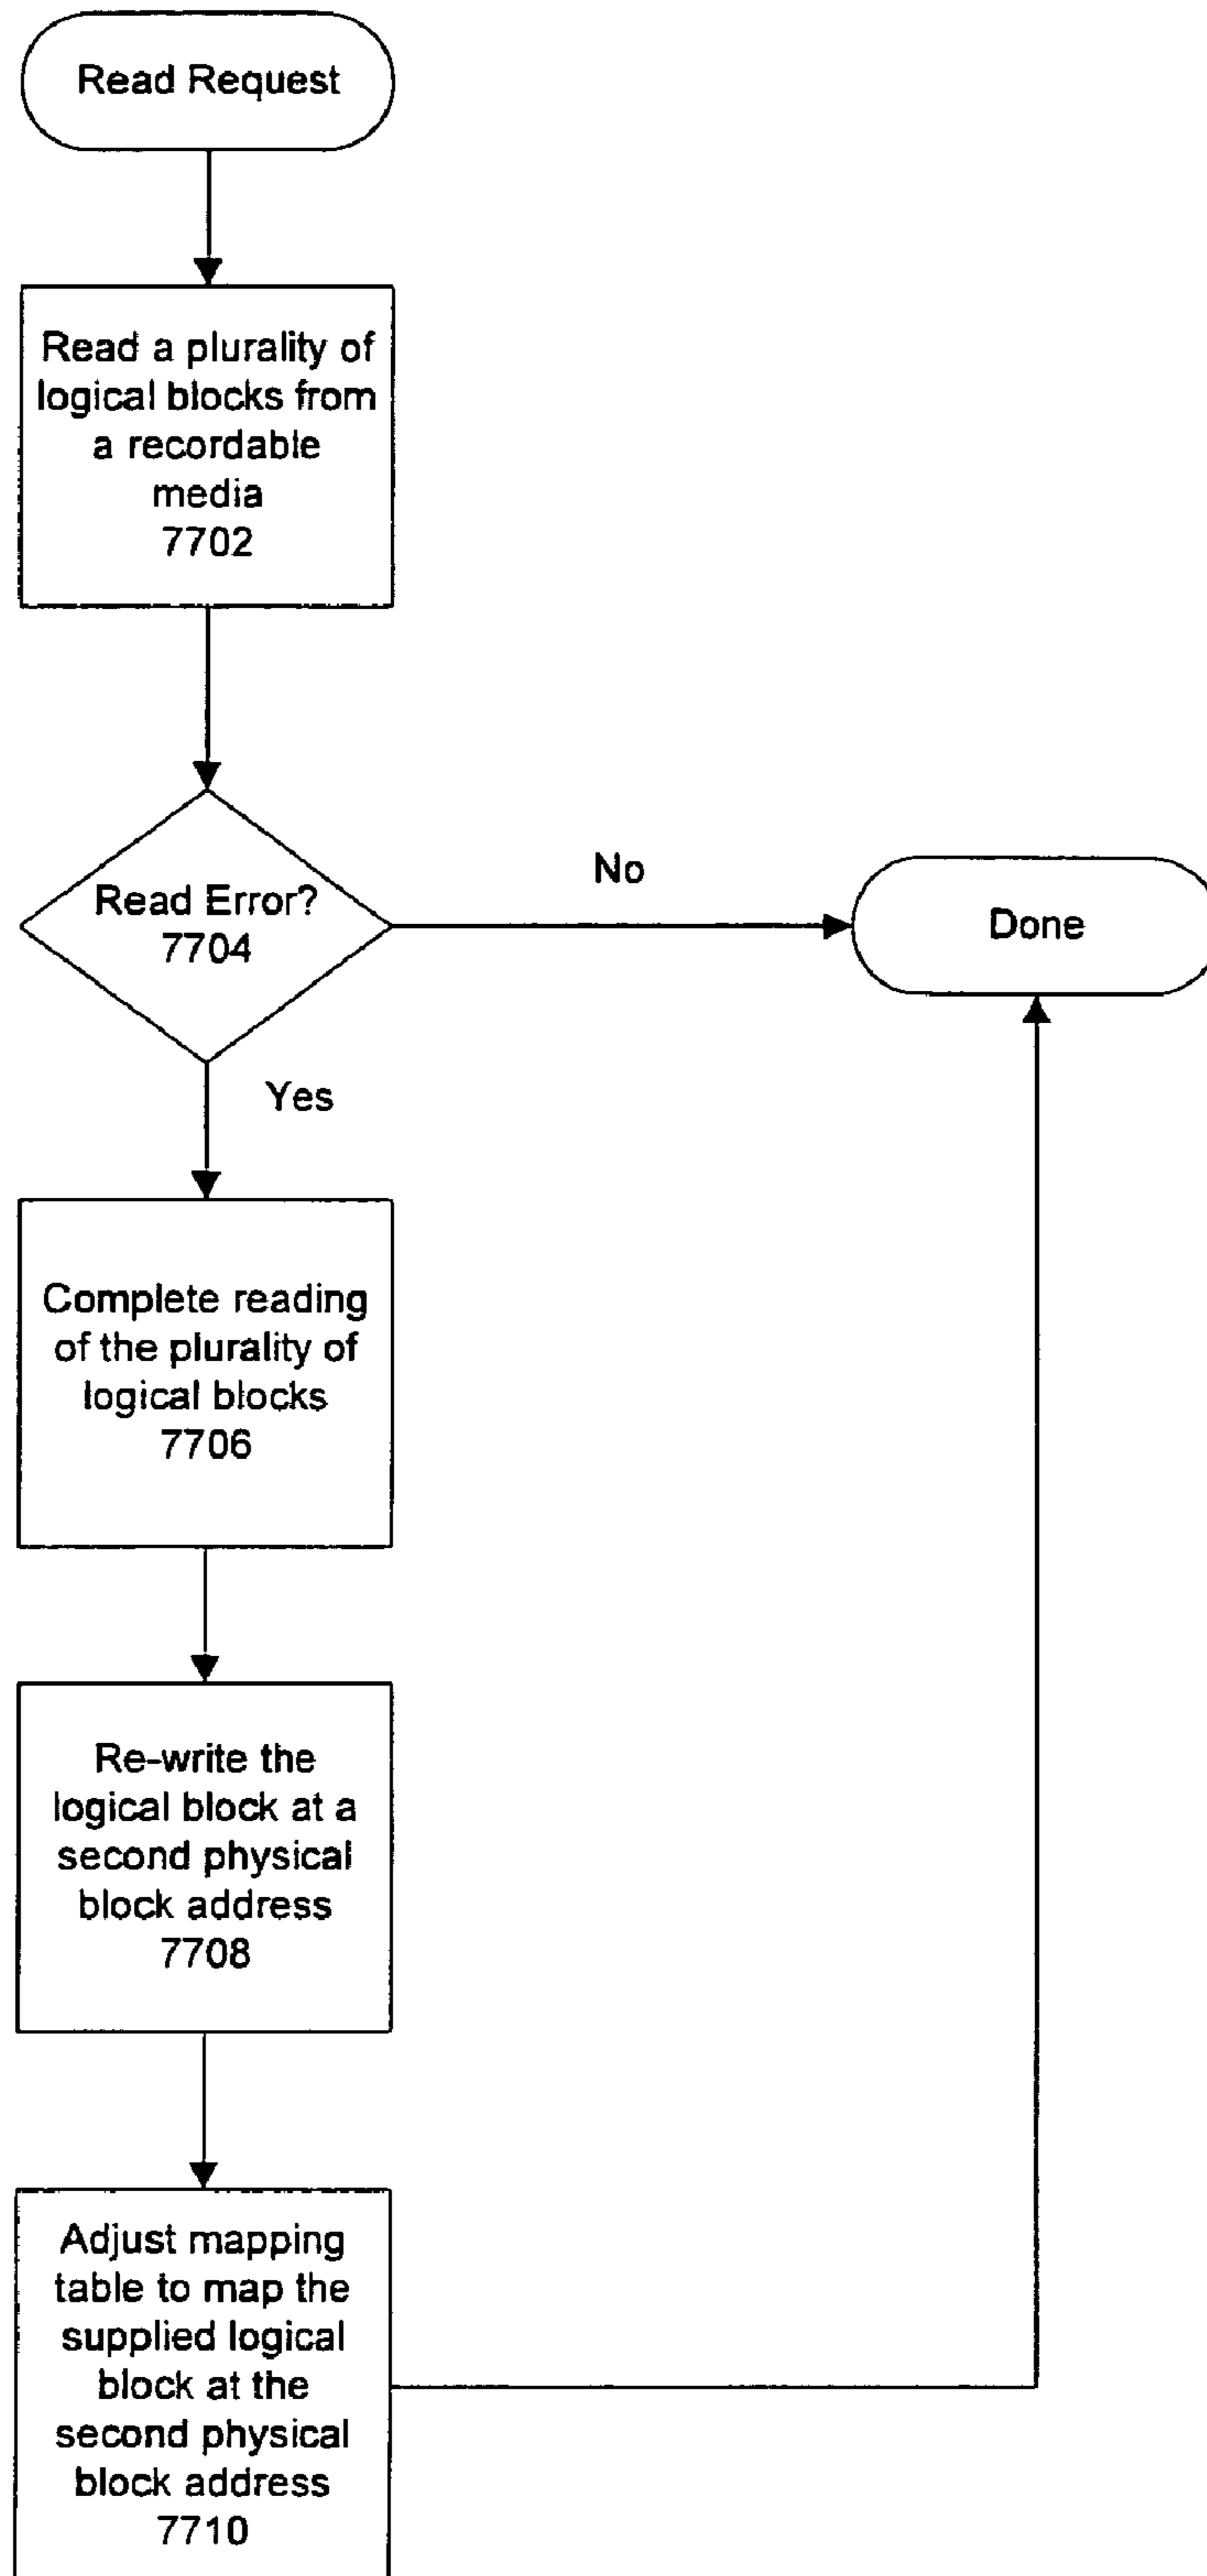 Read Request
Read a plurality of
logical blocks from
a recordable
media
7702
Read Error?
7704
No
Done
Yes
Complete reading
of the plurality of
logical blocks
7706
Re-write the
logical block at a
second physical
block address
7708
Adjust mapping
table to map the
supplied logical
block at the
second physical
block address
7710